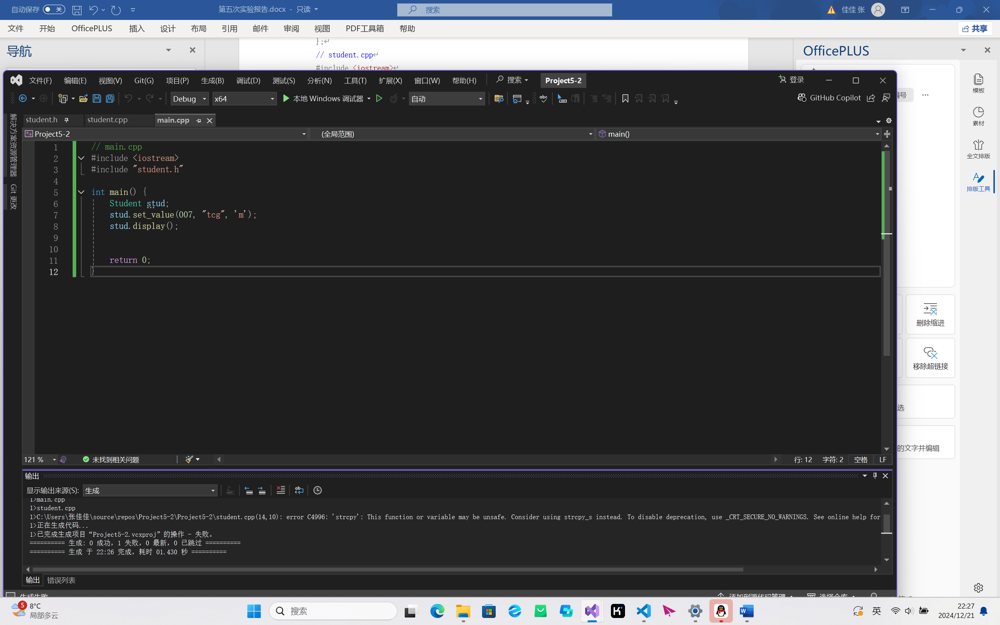 自动保存 关 第五次实验报告.docx - 只读 搜索 佳佳 张
文件 开始 OfficePLUS 插入 设计 布局 引用 邮件 审阅 视图 PDF工具箱 帮助 共享
导航
};↵
// student.cpp↵
#include <iostream>↵
OfficePLUS
文件(F) 编辑(E) 视图(V) Git(G) 项目(P) 生成(B) 调试(D) 测试(S) 分析(N) 工具(T) 扩展(X) 窗口(W) 帮助(H) 搜索 Project5-2 登录
Debug x64 本地 Windows 调试器 自动 GitHub Copilot
解决方案资源管理器
Git 更改
student.h student.cpp main.cpp
Project5-2 (全局范围) main()
1 // main.cpp
2 #include <iostream>
3 #include "student.h"
4
5 int main() {
6 Student stud;
7 stud.set_value(007, "tcg", 'm');
8 stud.display();
9
10
11 return 0;
12 }
121 % 未找到相关问题 行: 12 字符: 2 空格 LF
输出
显示输出来源(S): 生成
1>main.cpp
1>student.cpp
1>C:\Users\张佳佳\source\repos\Project5-2\Project5-2\student.cpp(14,10): error C4996: 'strcpy': This function or variable may be unsafe. Consider using strcpy_s instead. To disable deprecation, use _CRT_SECURE_NO_WARNINGS. See online help for
1>正在生成代码...
1>已完成生成项目“Project5-2.vcxproj”的操作 - 失败。
========== 生成: 0 成功，1 失败，0 最新，0 已跳过 ==========
========== 生成 于 22:26 完成，耗时 01.430 秒 ==========
输出 错误列表
生成失败 添加到源代码管理 选择仓库
编号 ...
模板
素材
全文排版
排版工具
删除缩进
移除超链接
选
的文字并编辑
5 8°C
局部多云
搜索
英
22:27
2024/12/21